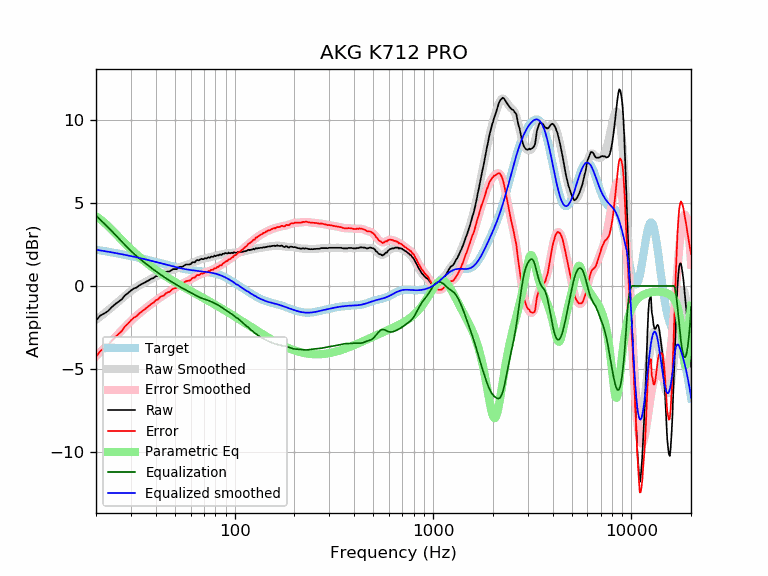 AKG K712 PRO
Amplitude (dBr)
10
5
0
−5
−10
Target
Raw Smoothed
Error Smoothed
Raw
Error
Parametric Eq
Equalization
Equalized smoothed
100
1000
10000
Frequency (Hz)